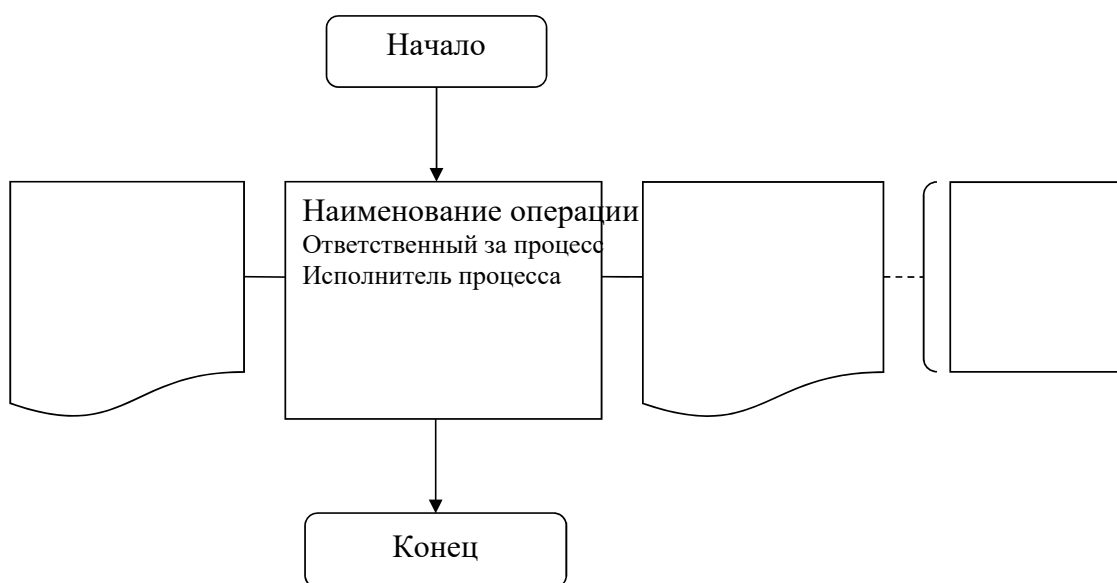 Начало
Наименование операции
Ответственный за процесс
Исполнитель процесса
Конец